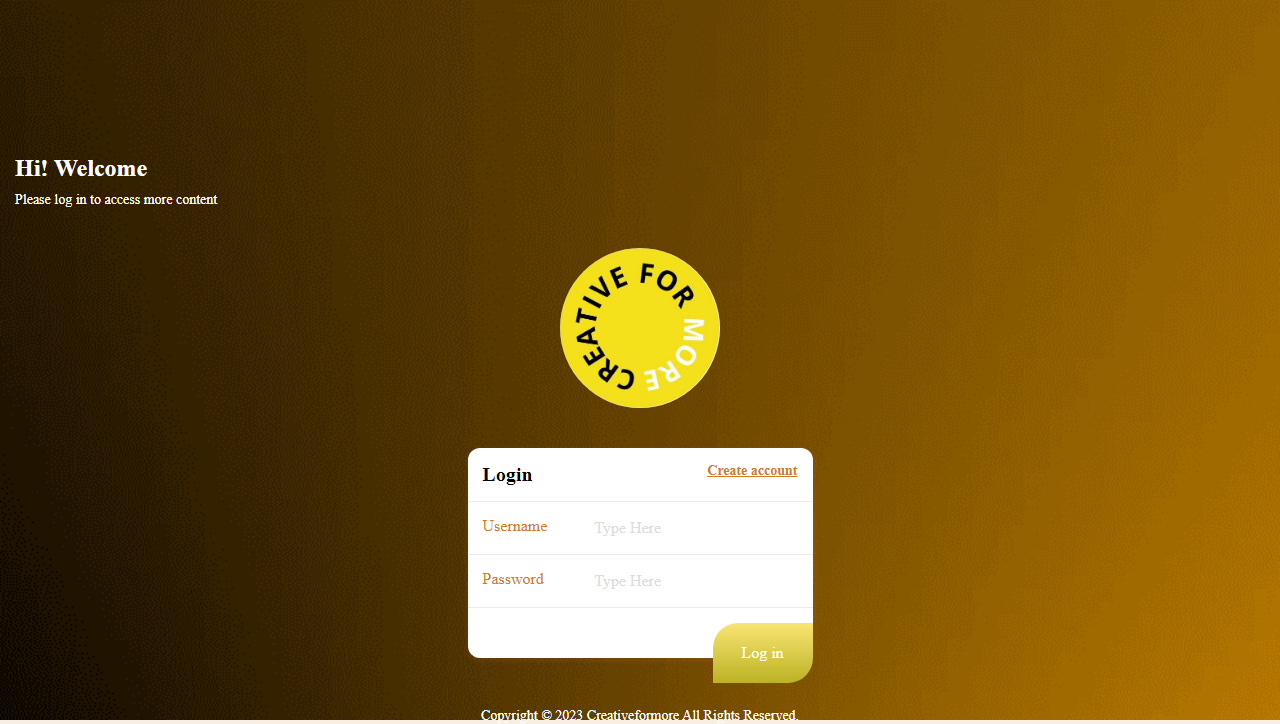 Hi! Welcome
Please log in to access more content
CREATIVE FOR MORE
Login
Create account
Username
Type Here
Password
Type Here
Log in
Copyright © 2023 Creativeformore All Rights Reserved.